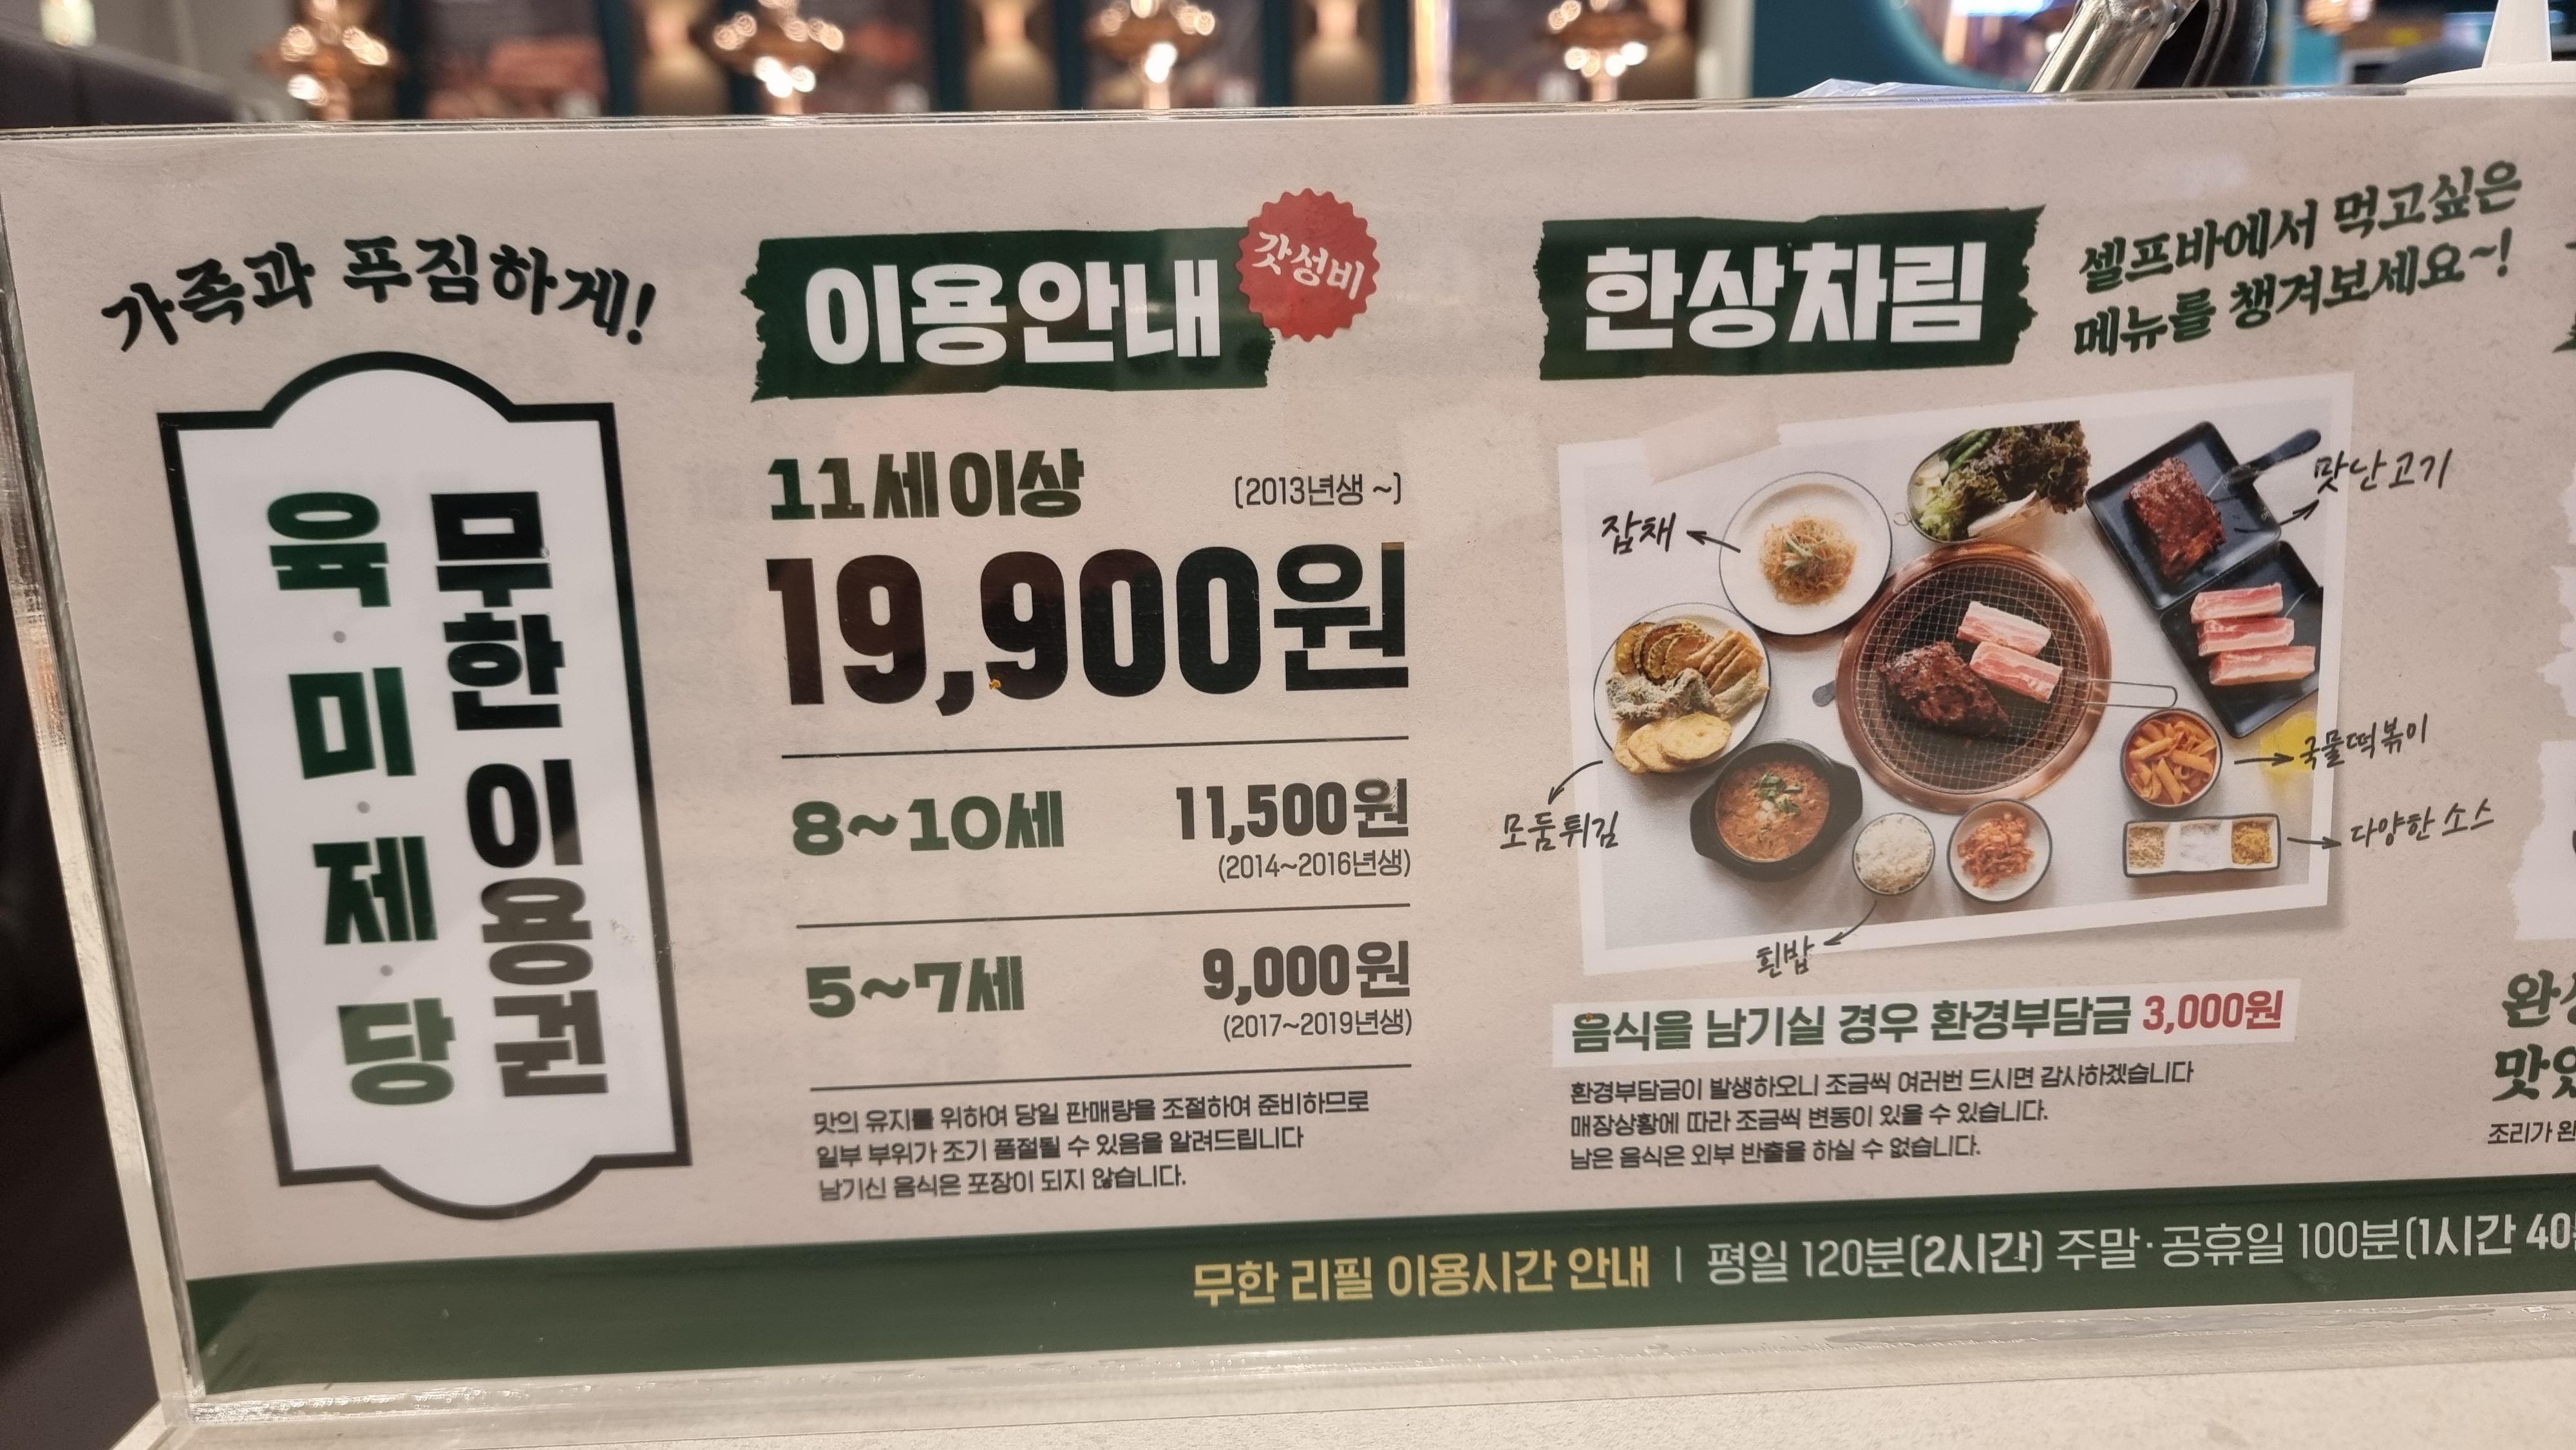 가족과 푸짐하게!
무한 이용권
육·미·제·당
이용안내
갓성비
11세 이상
(2013년생 ~)
19,900원
8~10세
11,500원
(2014~2016년생)
5~7세
9,000원
(2017~2019년생)
맛의 유지를 위하여 당일 판매량을 조절하여 준비하므로
일부 부위가 조기 품절될 수 있음을 알려드립니다
남기신 음식은 포장이 되지 않습니다.
한상차림
셀프바에서 먹고싶은
메뉴를 챙겨보세요~!
맛난고기
잡채
국물떡볶이
모둠튀김
다양한 소스
흰밥
음식을 남기실 경우 환경부담금 3,000원
환경부담금이 발생하오니 조금씩 여러번 드시면 감사하겠습니다
매장상황에 따라 조금씩 변동이 있을 수 있습니다.
남은 음식은 외부 반출을 하실 수 없습니다.
조리가
무한 리필 이용시간 안내 | 평일 120분(2시간) 주말·공휴일 100분(1시간 40